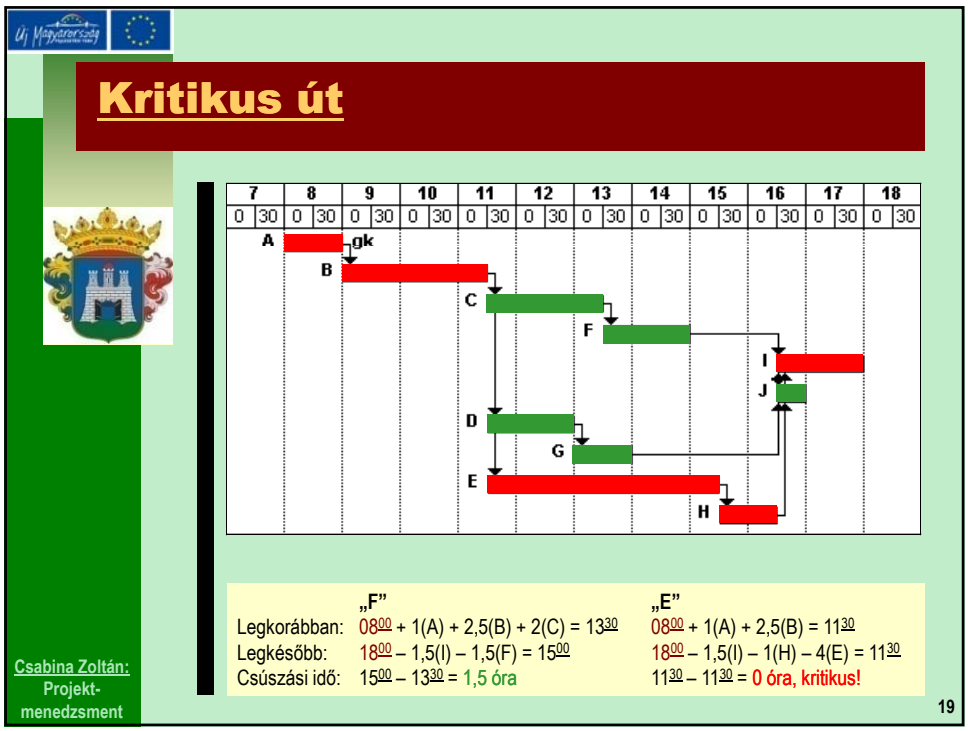 Új Magyarország
Kritikus út
7 8 9 10 11 12 13 14 15 16 17 18
0 30 0 30 0 30 0 30 0 30 0 30 0 30 0 30 0 30 0 30 0 30 0 30
A gk
B
C
F
I
J
D
G
E
H
„F” „E”
Legkorábban: 08⁰⁰ + 1(A) + 2,5(B) + 2(C) = 13³⁰ 08⁰⁰ + 1(A) + 2,5(B) = 11³⁰
Legkésőbb: 18⁰⁰ – 1,5(I) – 1,5(F) = 15⁰⁰ 18⁰⁰ – 1,5(I) – 1(H) – 4(E) = 11³⁰
Csúszási idő: 15⁰⁰ – 13³⁰ = 1,5 óra 11³⁰ – 11³⁰ = 0 óra, kritikus!
Csabina Zoltán:
Projekt-
menedzsment
19